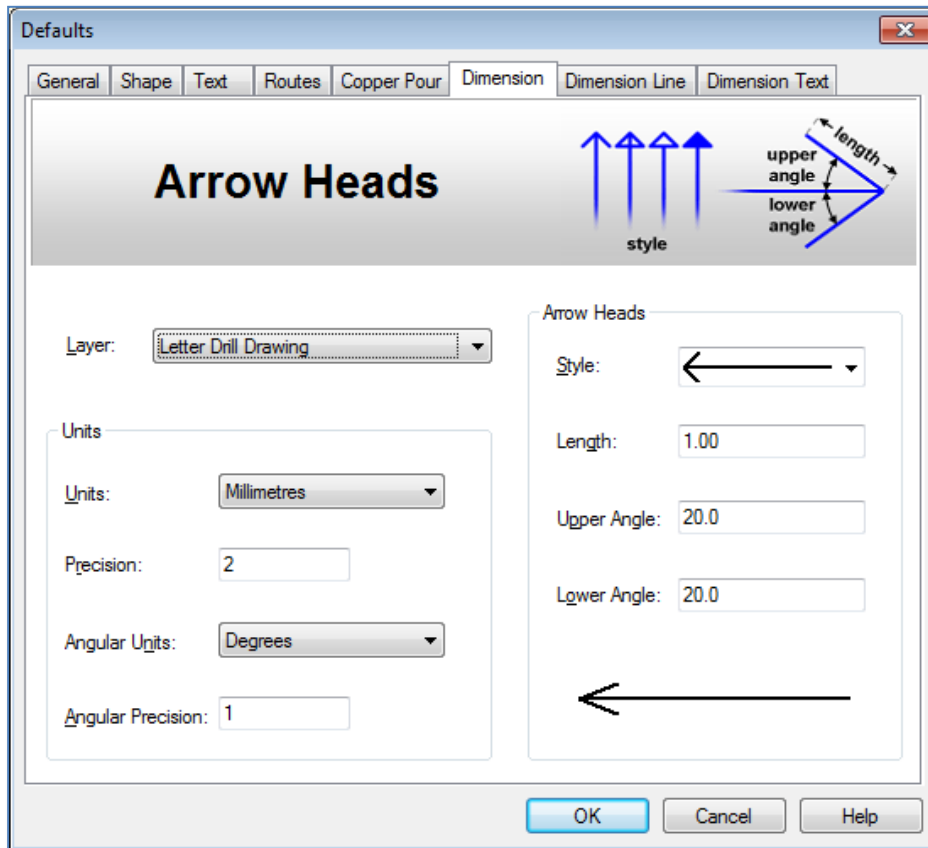 Defaults
General Shape Text Routes Copper Pour Dimension Dimension Line Dimension Text
Arrow Heads
style
length
upper
angle
lower
angle
Layer: Letter Drill Drawing
Units
Units: Millimetres
Precision: 2
Angular Units: Degrees
Angular Precision: 1
Arrow Heads
Style:
Length: 1.00
Upper Angle: 20.0
Lower Angle: 20.0
OK Cancel Help